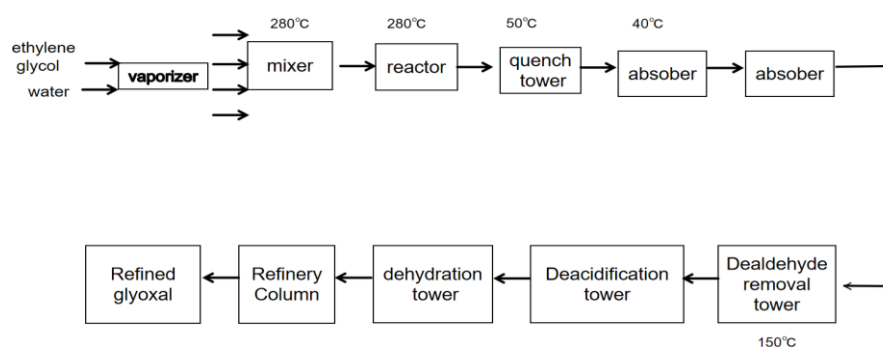 280℃
280℃
50℃
40℃
ethylene
glycol
water
vaporizer
mixer
reactor
quench
tower
absober
absober
Refined
glyoxal
Refinery
Column
dehydration
tower
Deacidification
tower
Dealdehyde
removal
tower
150℃